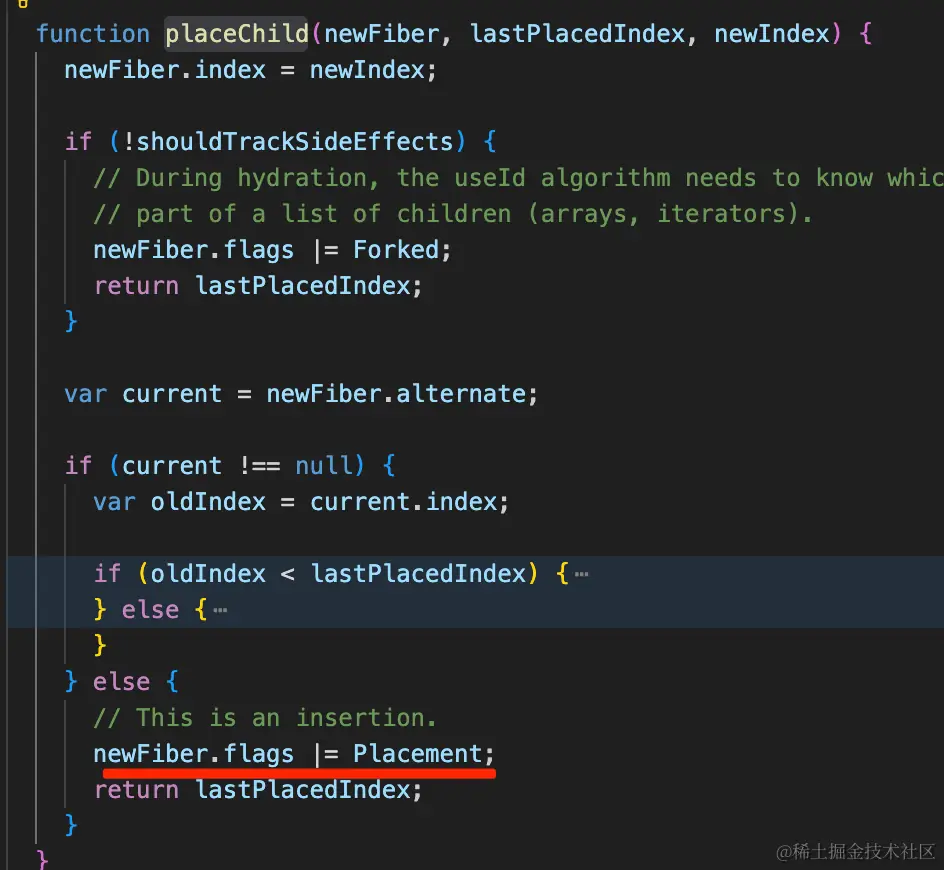 function placeChild(newFiber, lastPlacedIndex, newIndex) {
newFiber.index = newIndex;
if (!shouldTrackSideEffects) {
// During hydration, the useId algorithm needs to know whic
// part of a list of children (arrays, iterators).
newFiber.flags |= Forked;
return lastPlacedIndex;
}
var current = newFiber.alternate;
if (current !== null) {
var oldIndex = current.index;
if (oldIndex < lastPlacedIndex) {⋯
} else {⋯
}
} else {
// This is an insertion.
newFiber.flags |= Placement;
return lastPlacedIndex;
}
}
@稀土掘金技术社区